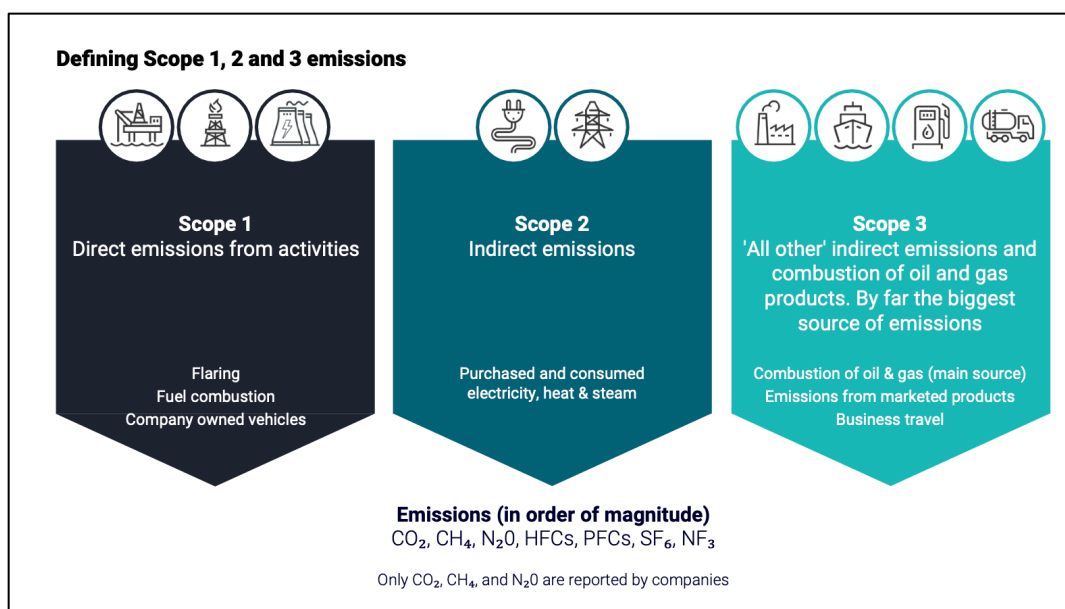 Defining Scope 1, 2 and 3 emissions
Scope 1
Direct emissions from activities
Flaring
Fuel combustion
Company owned vehicles
Scope 2
Indirect emissions
Purchased and consumed
electricity, heat & steam
Scope 3
'All other' indirect emissions and
combustion of oil and gas
products. By far the biggest
source of emissions
Combustion of oil & gas (main source)
Emissions from marketed products
Business travel
Emissions (in order of magnitude)
CO₂, CH₄, N₂0, HFCs, PFCs, SF₆, NF₃
Only CO₂, CH₄, and N₂0 are reported by companies